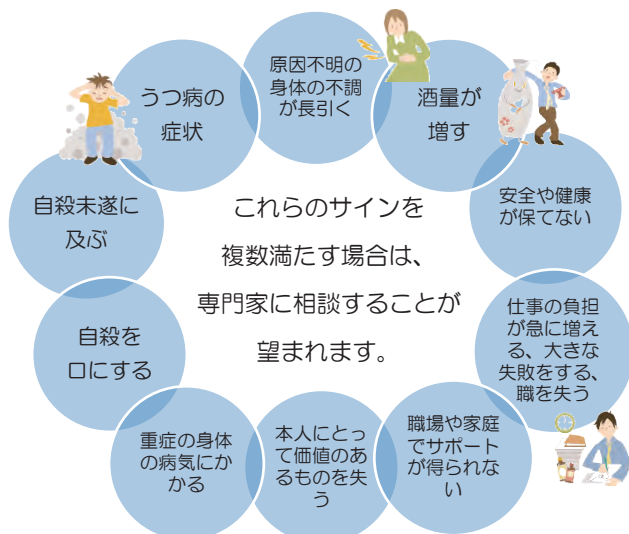 うつ病の
症状
原因不明の
身体の不調
が長引く
酒量が
増す
安全や健康
が保てない
仕事の負担
が急に増え
る、大きな
失敗をする、
職を失う
職場や家庭
でサポート
が得られな
い
本人にとっ
て価値のあ
るものを失
う
重症の身体
の病気にか
かる
自殺を
口にする
自殺未遂に
及ぶ
これらのサインを
複数満たす場合は、
専門家に相談することが
望まれます。